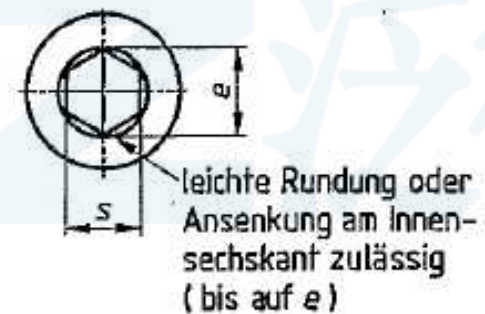 e
s
leichte Rundung oder
Ansenkung am Innen-
sechskant zulässig
( bis auf e )